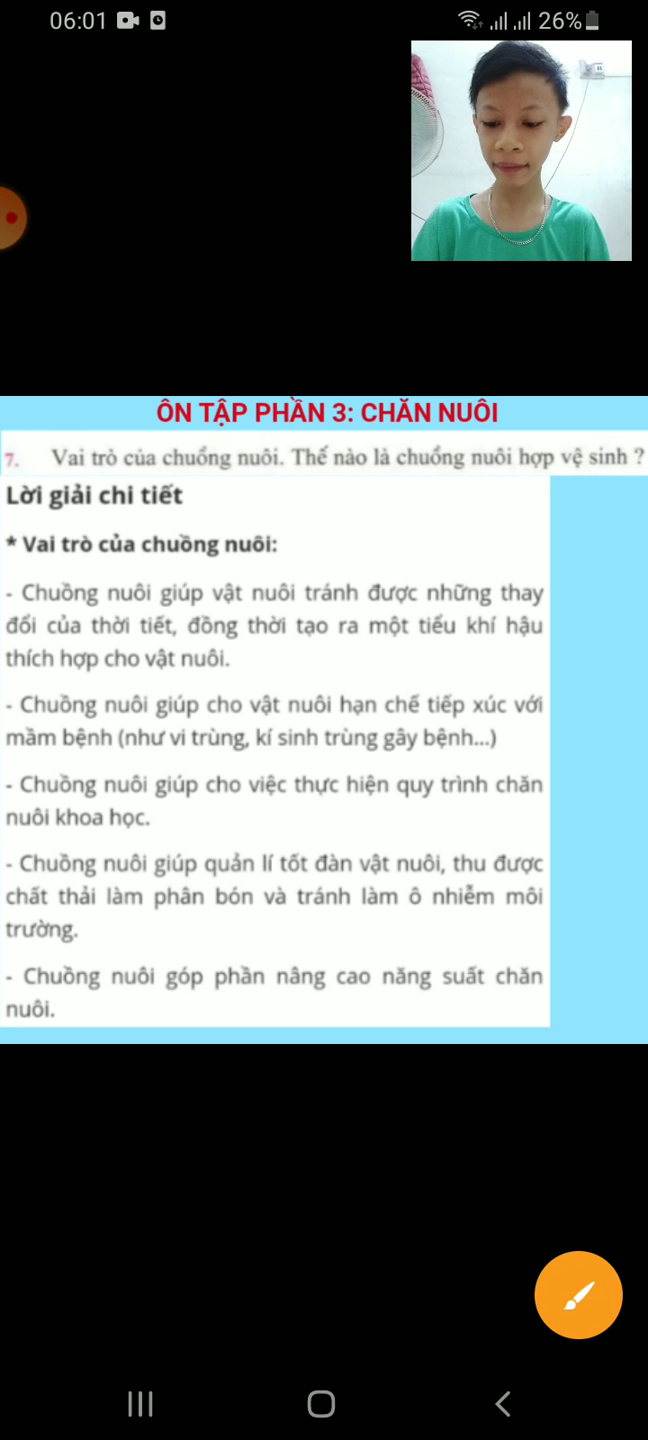 06:01 26%
ÔN TẬP PHẦN 3: CHĂN NUÔI
7. Vai trò của chuồng nuôi. Thế nào là chuồng nuôi hợp vệ sinh ?
Lời giải chi tiết
* Vai trò của chuồng nuôi:
- Chuồng nuôi giúp vật nuôi tránh được những thay
đổi của thời tiết, đồng thời tạo ra một tiểu khí hậu
thích hợp cho vật nuôi.
- Chuồng nuôi giúp cho vật nuôi hạn chế tiếp xúc với
mầm bệnh (như vi trùng, kí sinh trùng gây bệnh...)
- Chuồng nuôi giúp cho việc thực hiện quy trình chăn
nuôi khoa học.
- Chuồng nuôi giúp quản lí tốt đàn vật nuôi, thu được
chất thải làm phân bón và tránh làm ô nhiễm môi
trường.
- Chuồng nuôi góp phần nâng cao năng suất chăn
nuôi.